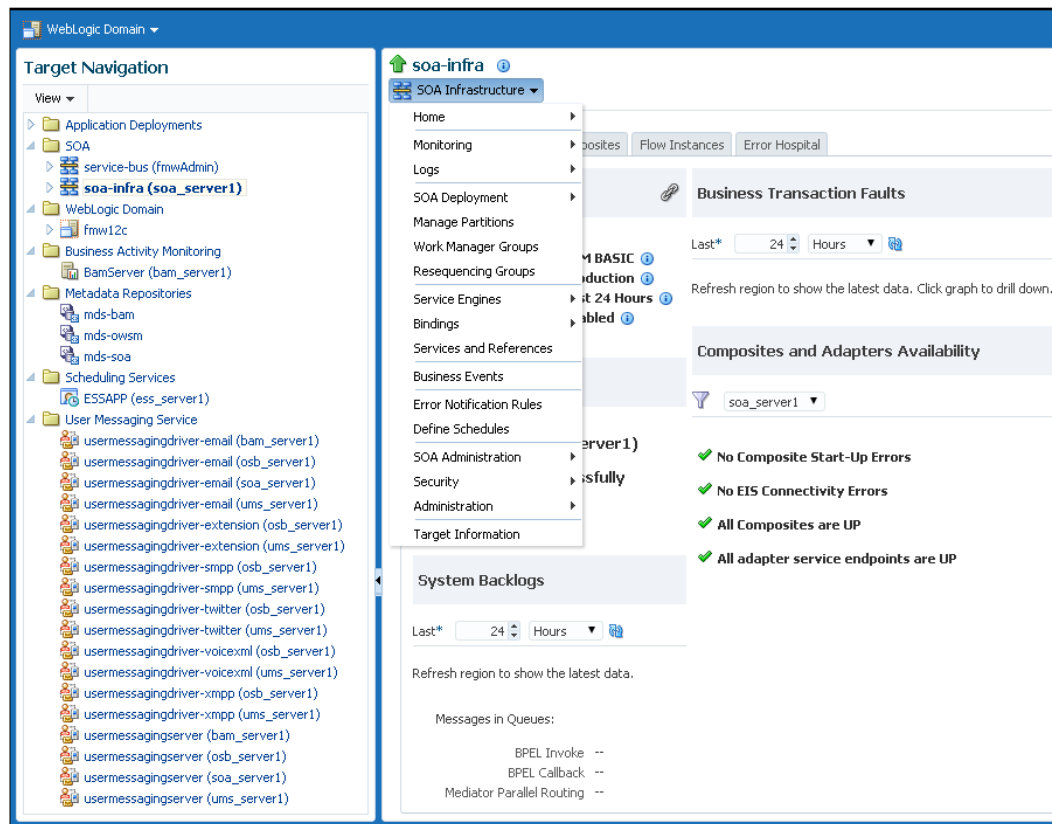 WebLogic Domain
Target Navigation
View
Application Deployments
SOA
service-bus (fmwAdmin)
soa-infra (soa_server1)
WebLogic Domain
fmw12c
Business Activity Monitoring
BamServer (bam_server1)
Metadata Repositories
mds-bam
mds-owsm
mds-soa
Scheduling Services
ESSAPP (ess_server1)
User Messaging Service
usermessagingdriver-email (bam_server1)
usermessagingdriver-email (osb_server1)
usermessagingdriver-email (soa_server1)
usermessagingdriver-email (ums_server1)
usermessagingdriver-extension (osb_server1)
usermessagingdriver-extension (ums_server1)
usermessagingdriver-smpp (osb_server1)
usermessagingdriver-smpp (ums_server1)
usermessagingdriver-twitter (osb_server1)
usermessagingdriver-twitter (ums_server1)
usermessagingdriver-voicexml (osb_server1)
usermessagingdriver-voicexml (ums_server1)
usermessagingdriver-xmpp (osb_server1)
usermessagingdriver-xmpp (ums_server1)
usermessagingserver (bam_server1)
usermessagingserver (osb_server1)
usermessagingserver (soa_server1)
usermessagingserver (ums_server1)
soa-infra
SOA Infrastructure
Home
Monitoring
Logs
SOA Deployment
Manage Partitions
Work Manager Groups
Resequencing Groups
Service Engines
Bindings
Services and References
Business Events
Error Notification Rules
Define Schedules
SOA Administration
Security
Administration
Target Information
posites Flow Instances Error Hospital
M BASIC
duction
st 24 Hours
abled
erver1)
ssfully
System Backlogs
Last* 24 Hours
Refresh region to show the latest data.
Messages in Queues:
BPEL Invoke --
BPEL Callback --
Mediator Parallel Routing --
Business Transaction Faults
Last* 24 Hours
Refresh region to show the latest data. Click graph to drill down.
Composites and Adapters Availability
soa_server1
No Composite Start-Up Errors
No EIS Connectivity Errors
All Composites are UP
All adapter service endpoints are UP